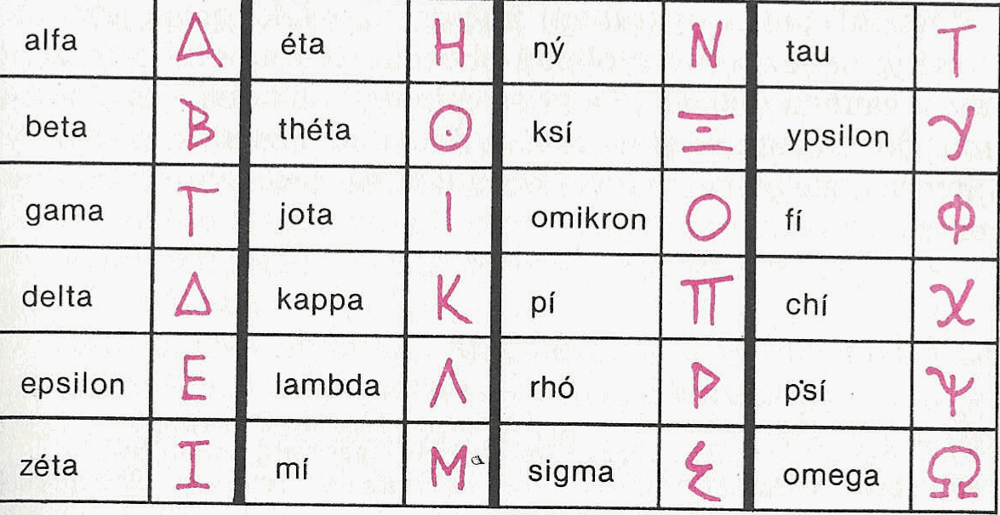 alfa Α éta Η ný Ν tau Τ
beta Β théta Θ ksí Ξ ypsilon Υ
gama Γ jota Ι omikron Ο fí Φ
delta Δ kappa Κ pí Π chí Χ
epsilon Ε lambda Λ rhó Ρ psí Ψ
zéta Ζ mí Μ sigma Σ omega Ω